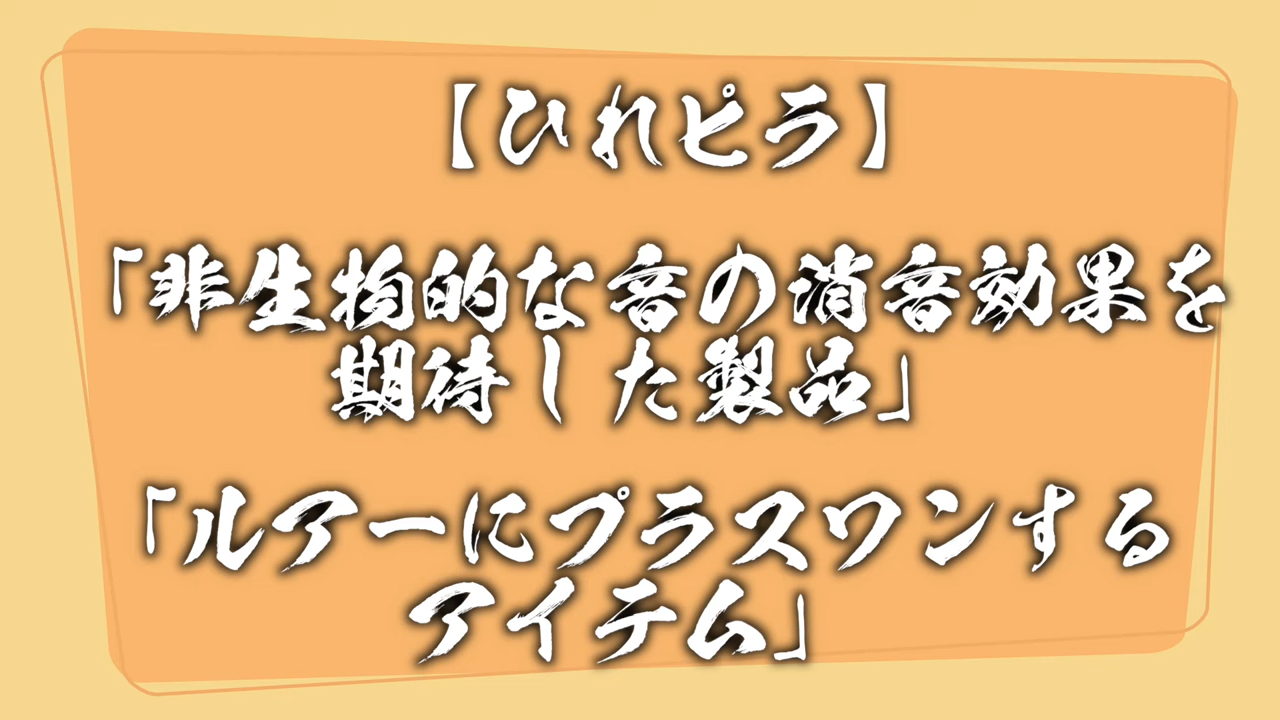 【ひれピラ】
「非生物的な音の消音効果を
期待した製品」
「ルアーにプラスワンする
アイテム」